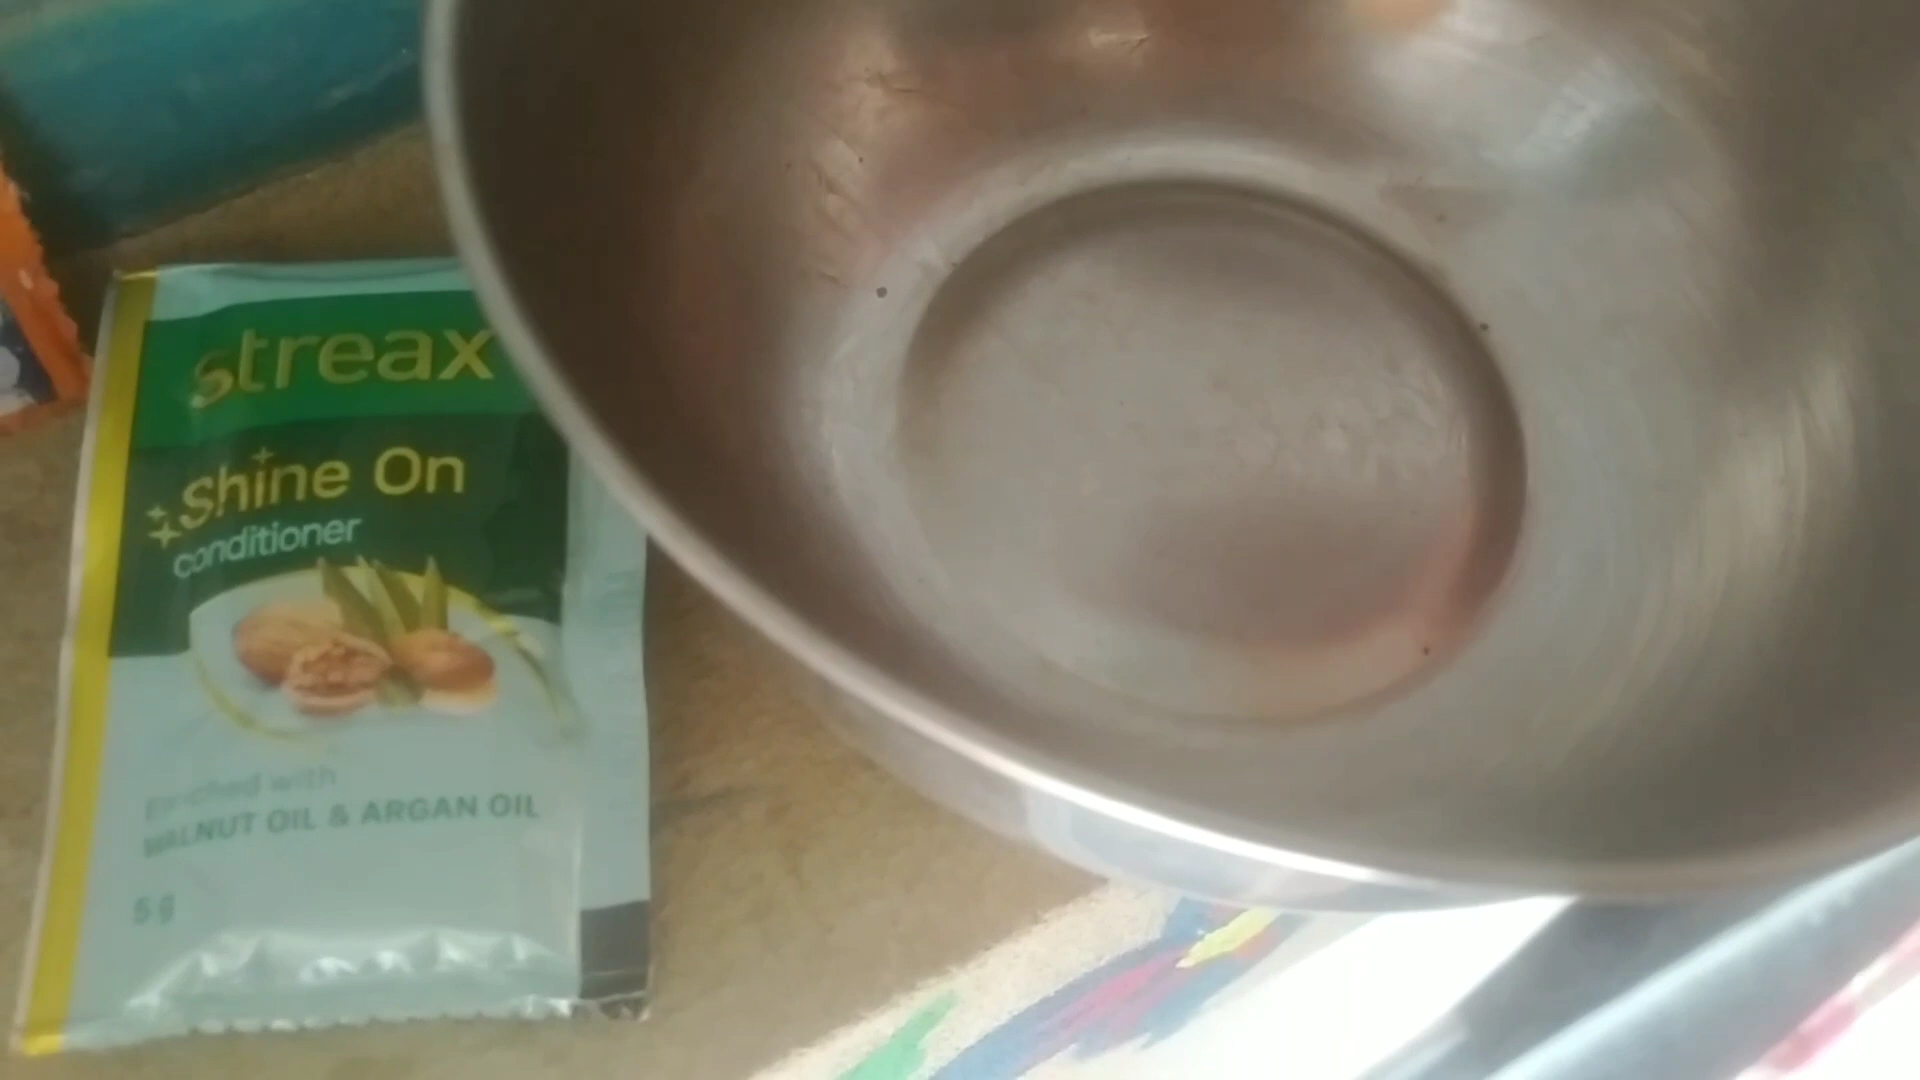 streax
Shine On
conditioner
Enriched with
WALNUT OIL & ARGAN OIL
5 g